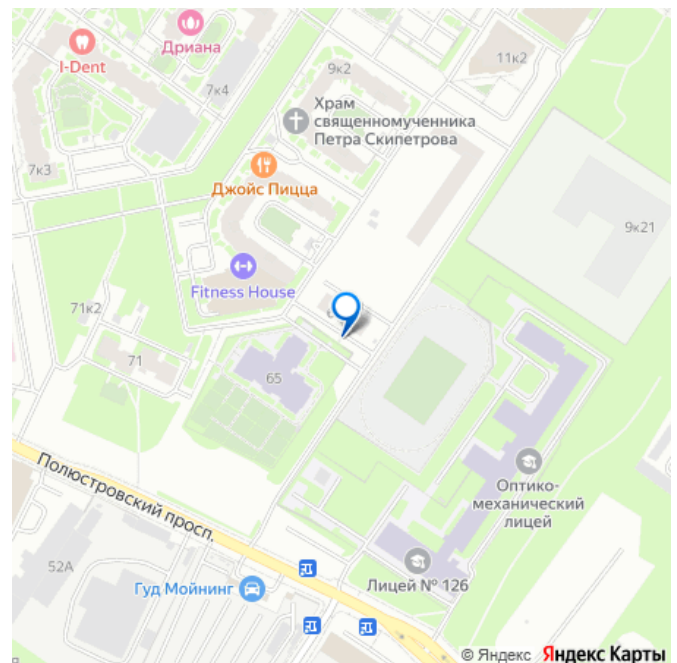 Дриана
I-Dent
11к2
9к2
7к4
Храм
священномученника
Петра Скипетрова
7к3
Джойс Пицца
9к21
Fitness House
71к2
71
65
Полюстровский просп.
Оптико-
механический
лицей
52А
Гуд Мойнинг
Лицей № 126
© Яндекс Яндекс Карты